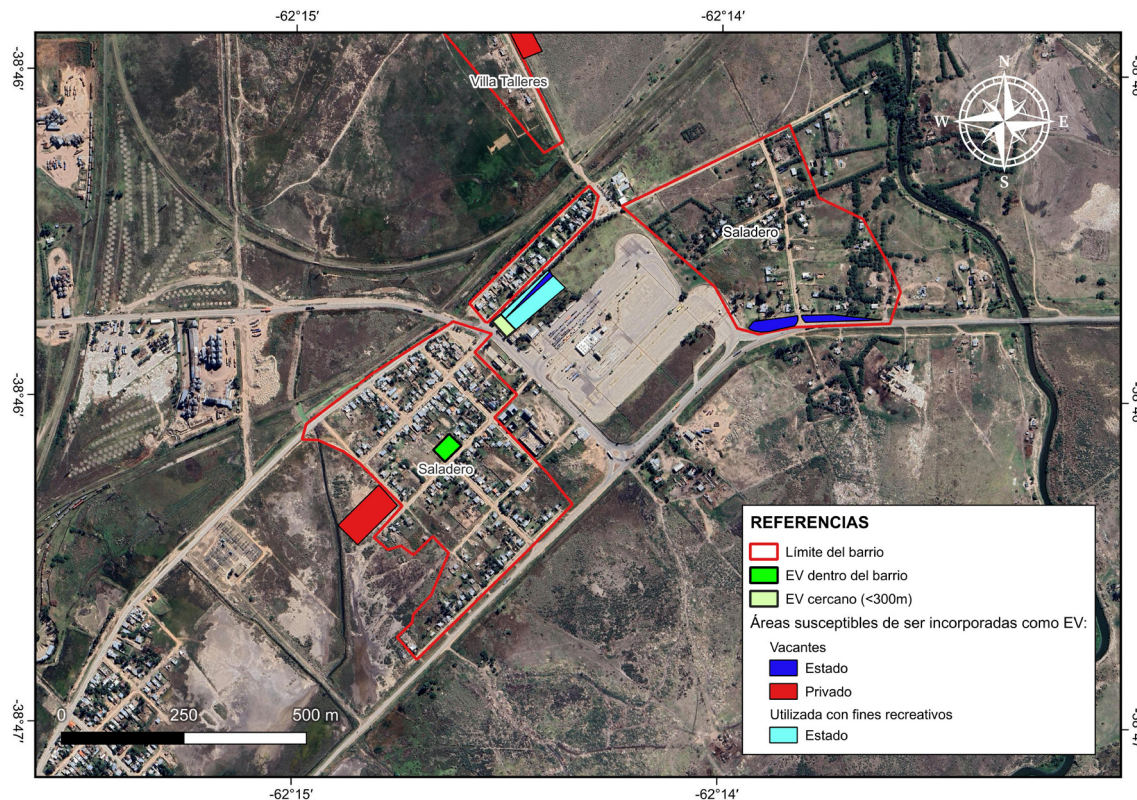 -62°15'
-62°14'
-38°46'
Villa Talleres
N
W
E
S
Saladero
-38°46'
Saladero
REFERENCIAS
Límite del barrio
EV dentro del barrio
EV cercano (<300m)
Áreas susceptibles de ser incorporadas como EV:
Vacantes
Estado
Privado
Utilizada con fines recreativos
Estado
0
250
500 m
-38°47'
-62°15'
-62°14'